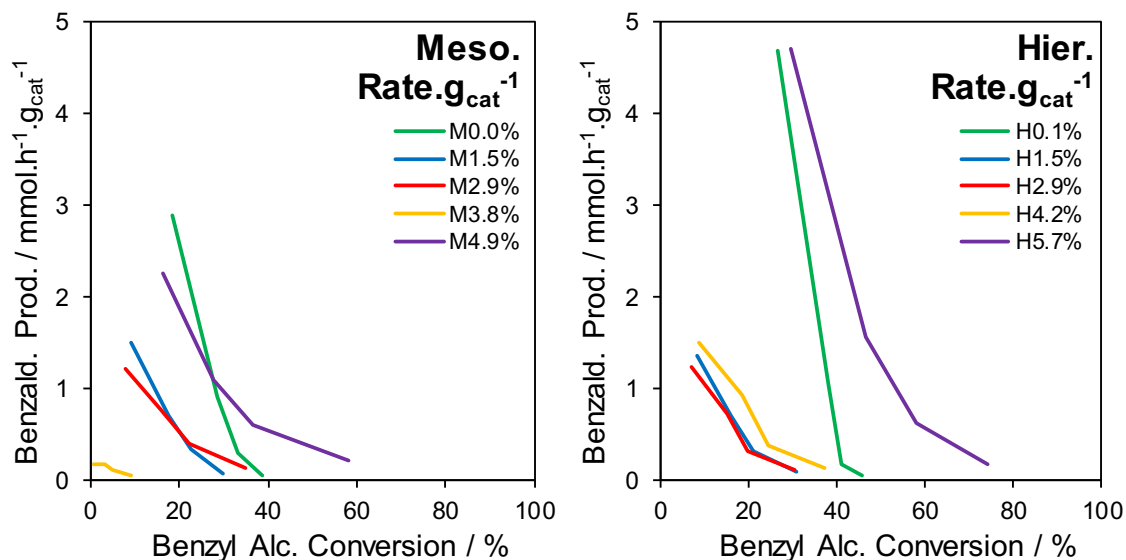 Meso.
Rate.gcat-1
M0.0%
M1.5%
M2.9%
M3.8%
M4.9%
Benzald. Prod. / mmol.h-1.gcat-1
5
4
3
2
1
0
0 20 40 60 80 100
Benzyl Alc. Conversion / %
Hier.
Rate.gcat-1
H0.1%
H1.5%
H2.9%
H4.2%
H5.7%
Benzald. Prod. / mmol.h-1.gcat-1
5
4
3
2
1
0
0 20 40 60 80 100
Benzyl Alc. Conversion / %